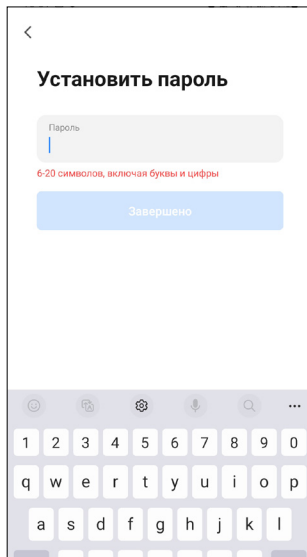 Установить пароль
Пароль
6-20 символов, включая буквы и цифры
Завершено
1 2 3 4 5 6 7 8 9 0
q w e r t y u i o p
a s d f g h j k l